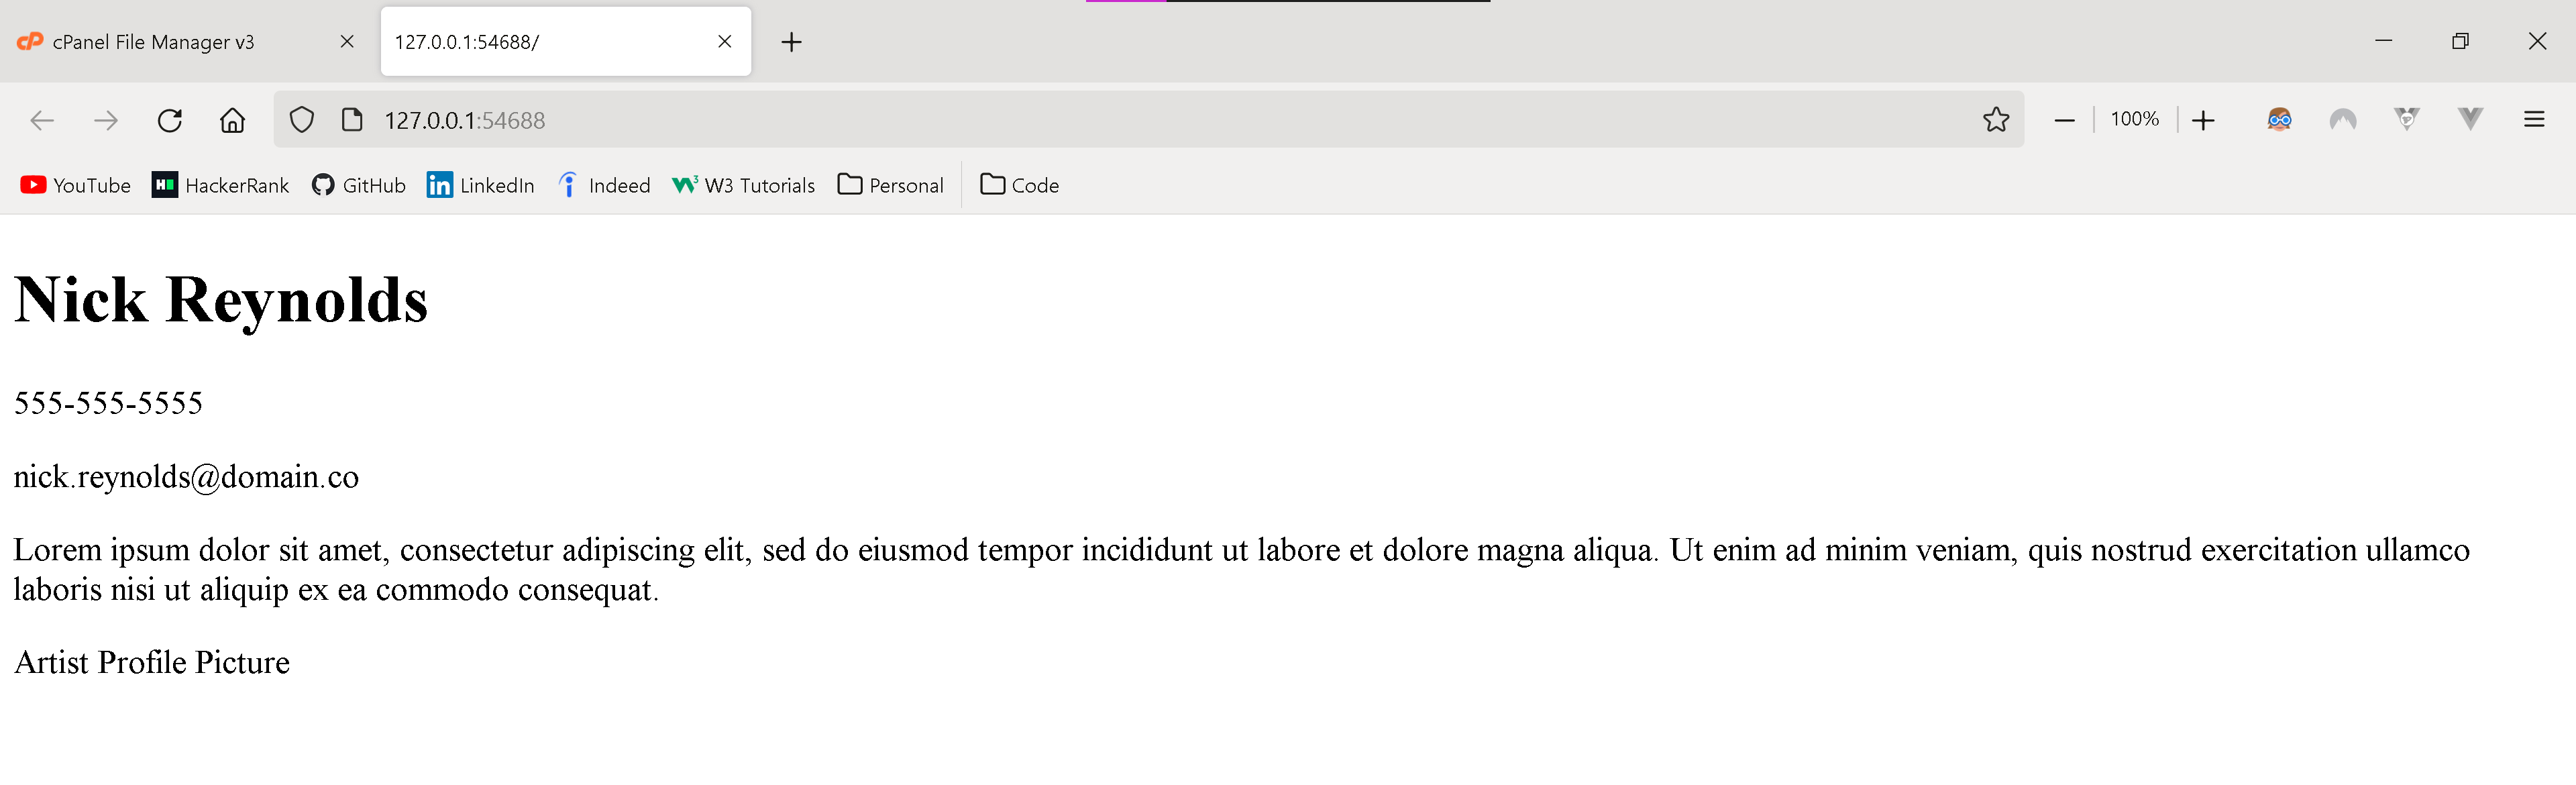 cPanel File Manager v3
127.0.0.1:54688/
127.0.0.1:54688
100%
YouTube HackerRank GitHub LinkedIn Indeed W3 Tutorials Personal Code
Nick Reynolds
555-555-5555
nick.reynolds@domain.co
Lorem ipsum dolor sit amet, consectetur adipiscing elit, sed do eiusmod tempor incididunt ut labore et dolore magna aliqua. Ut enim ad minim veniam, quis nostrud exercitation ullamco
laboris nisi ut aliquip ex ea commodo consequat.
Artist Profile Picture